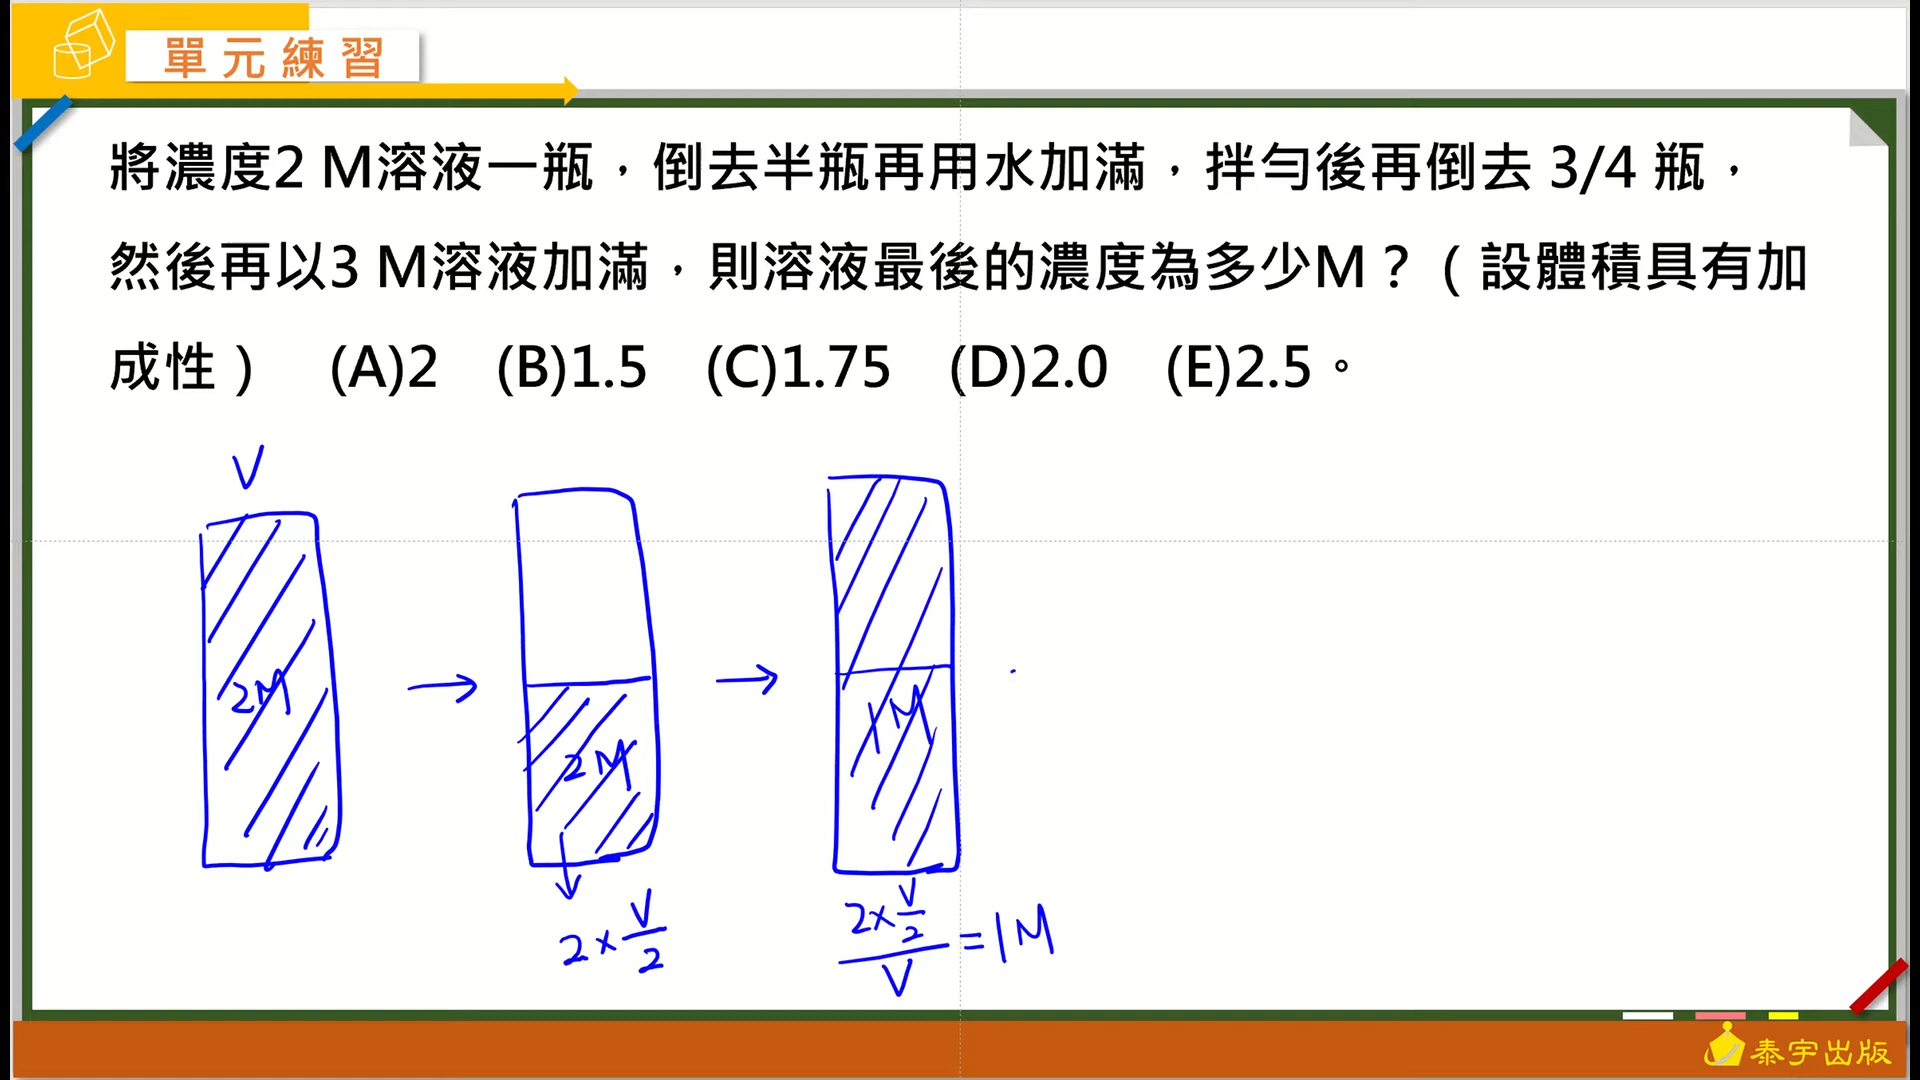 單元練習
將濃度2 M溶液一瓶，倒去半瓶再用水加滿，拌勻後再倒去 3/4 瓶，
然後再以3 M溶液加滿，則溶液最後的濃度為多少M？（設體積具有加
成性） (A)2 (B)1.5 (C)1.75 (D)2.0 (E)2.5。
V
2M → 2M → 1M
2×V/2
2×V/2 / V = 1M
泰宇出版